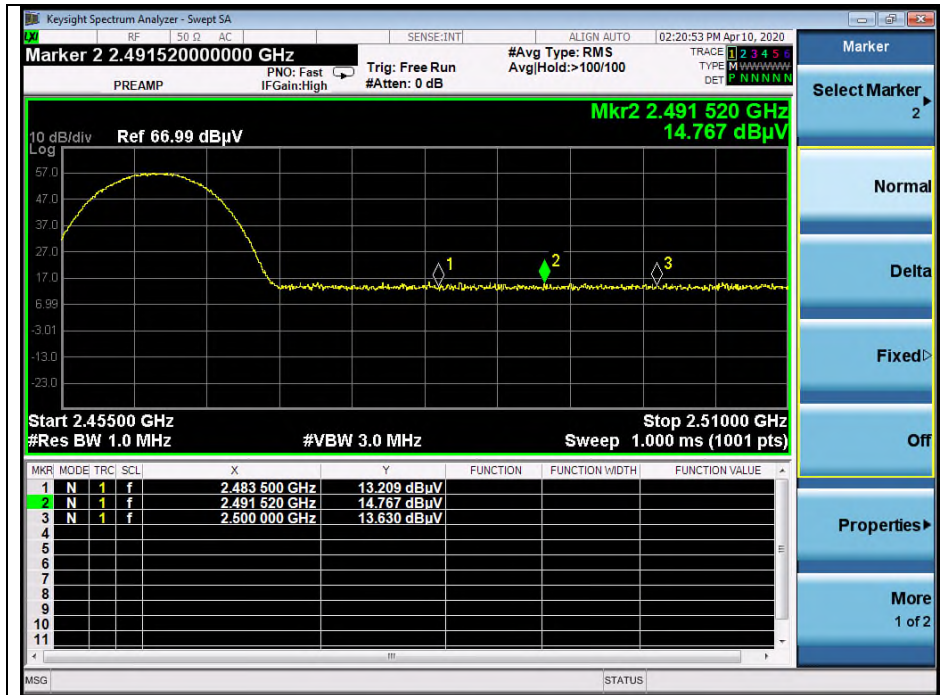 Keysight Spectrum Analyzer - Swept SA
LXI RF 50 Ω AC SENSE:INT ALIGN AUTO 02:20:53 PM Apr 10, 2020
Marker 2 2.491520000000 GHz
PREAMP
PNO: Fast
IFGain:High
Trig: Free Run
#Atten: 0 dB
#Avg Type: RMS
Avg|Hold:>100/100
TRACE 1 2 3 4 5 6
TYPE M WWWWW
DET P N N N N N
Mkr2 2.491 520 GHz
14.767 dBµV
10 dB/div Ref 66.99 dBµV
Log
57.0
47.0
37.0
27.0
17.0
6.99
-3.01
-13.0
-23.0
1
2
3
Start 2.45500 GHz Stop 2.51000 GHz
#Res BW 1.0 MHz #VBW 3.0 MHz Sweep 1.000 ms (1001 pts)
MKR MODE TRC SCL X Y FUNCTION FUNCTION WIDTH FUNCTION VALUE
1 N 1 f 2.483 500 GHz 13.209 dBµV
2 N 1 f 2.491 520 GHz 14.767 dBµV
3 N 1 f 2.500 000 GHz 13.630 dBµV
4
5
6
7
8
9
10
11
MSG STATUS
Marker
Select Marker
2
Normal
Delta
Fixed
Off
Properties
More
1 of 2